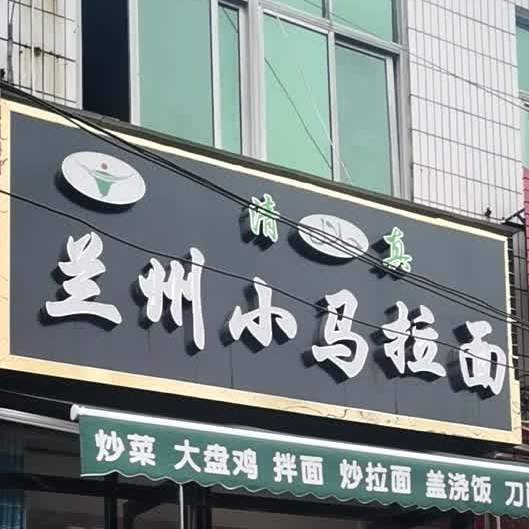 清 真
兰州小马拉面
炒菜 大盘鸡 拌面 炒拉面 盖浇饭 刀